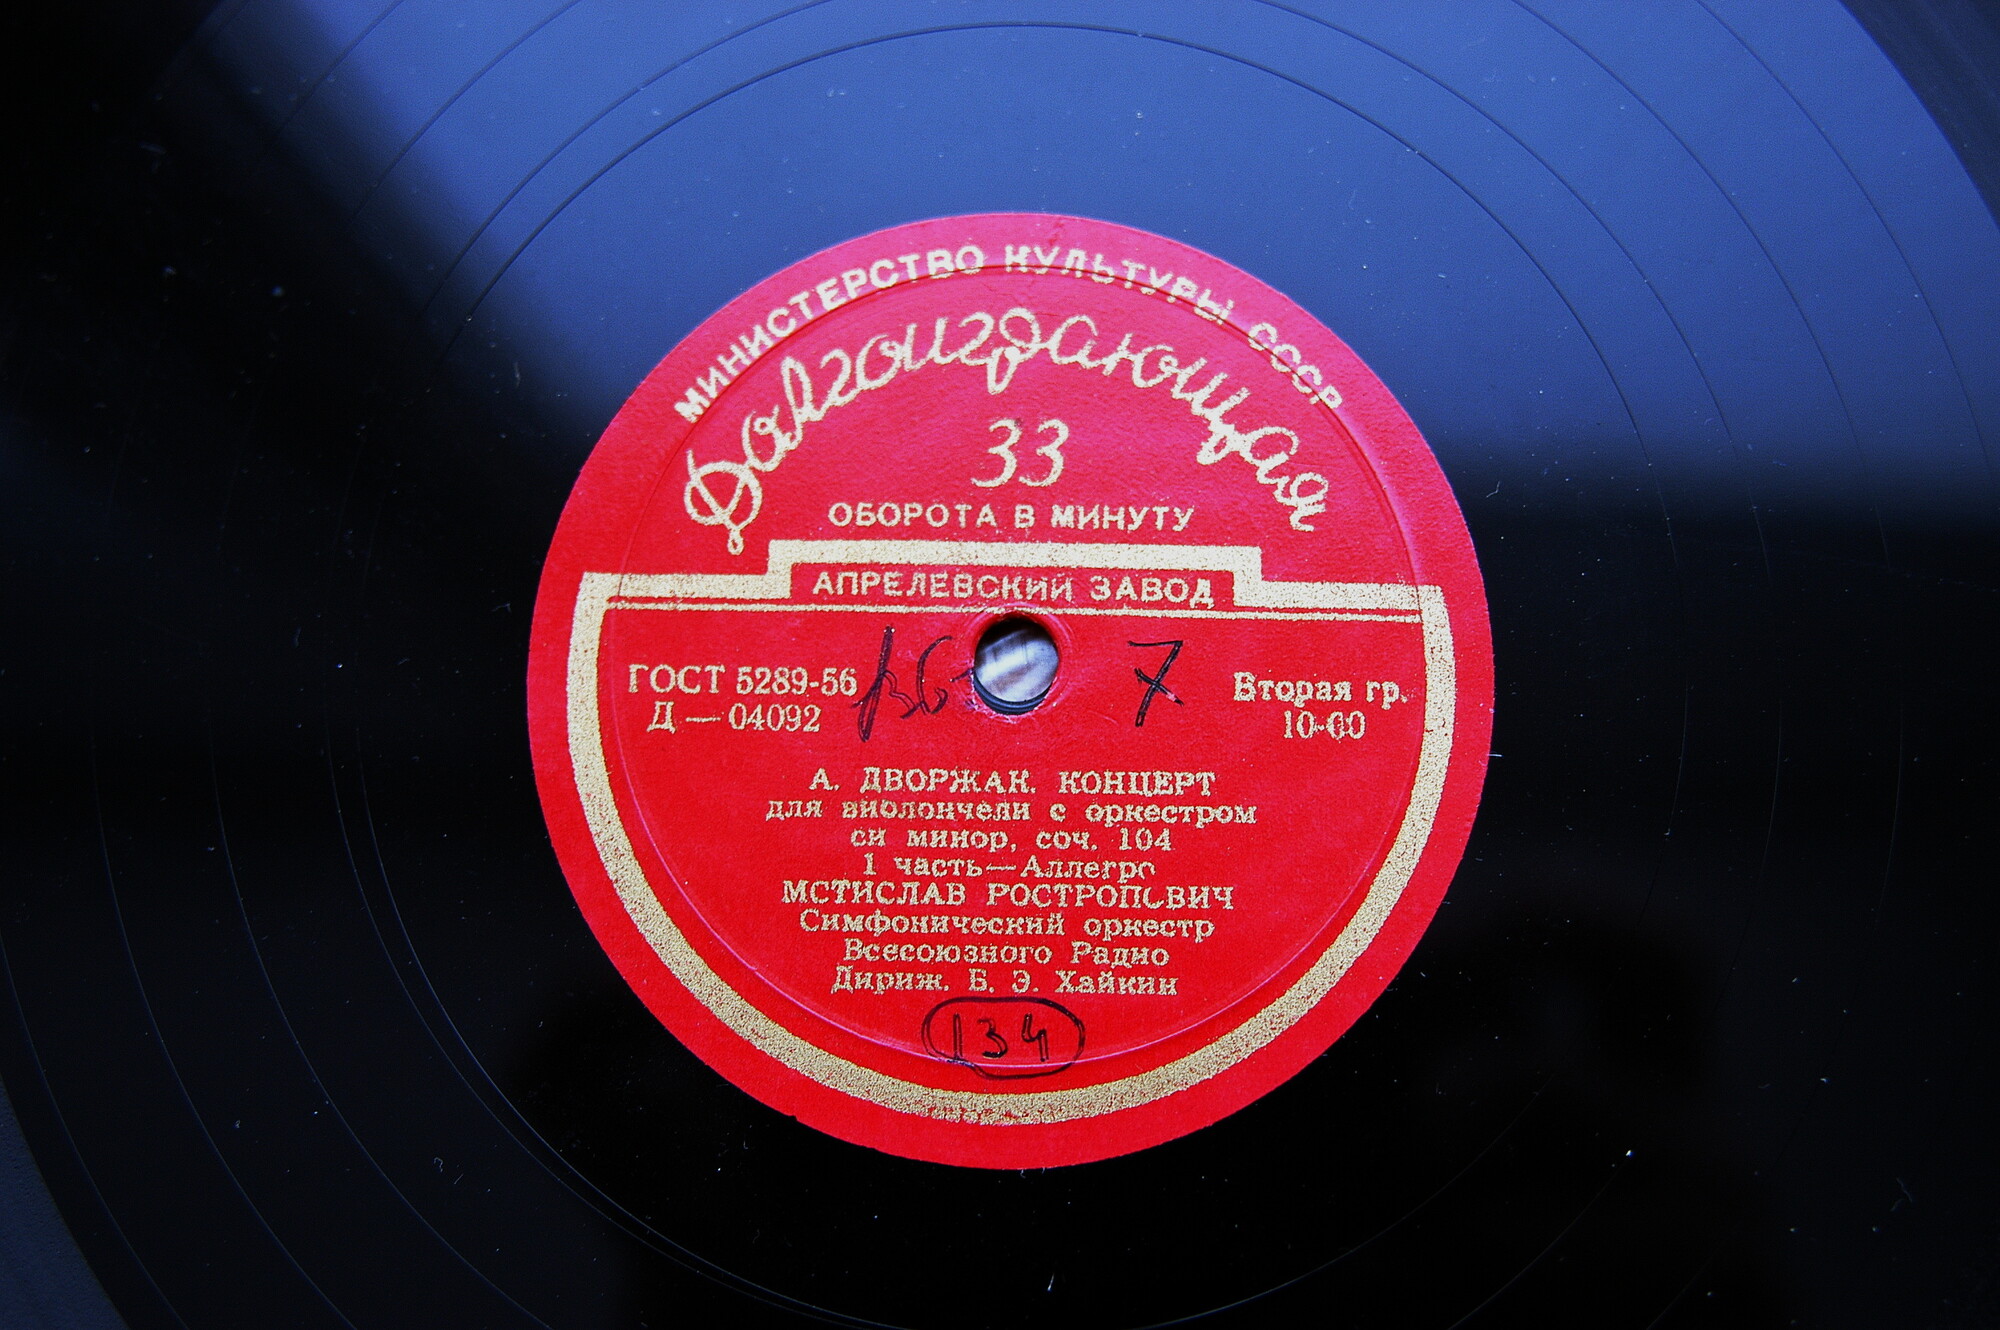 МИНИСТЕРСТВО КУЛЬТУРЫ СССР
Долгоиграющая
33
ОБОРОТА В МИНУТУ
АПРЕЛЕВСКИЙ ЗАВОД
ГОСТ 5289-56
Д — 04092
7
Вторая гр.
10-00
А. ДВОРЖАК. КОНЦЕРТ
для виолончели с оркестром
си минор, соч. 104
1 часть—Аллегро
МСТИСЛАВ РОСТРОПОВИЧ
Симфонический оркестр
Всесоюзного Радио
Дириж. Б. Э. Хайкин
134